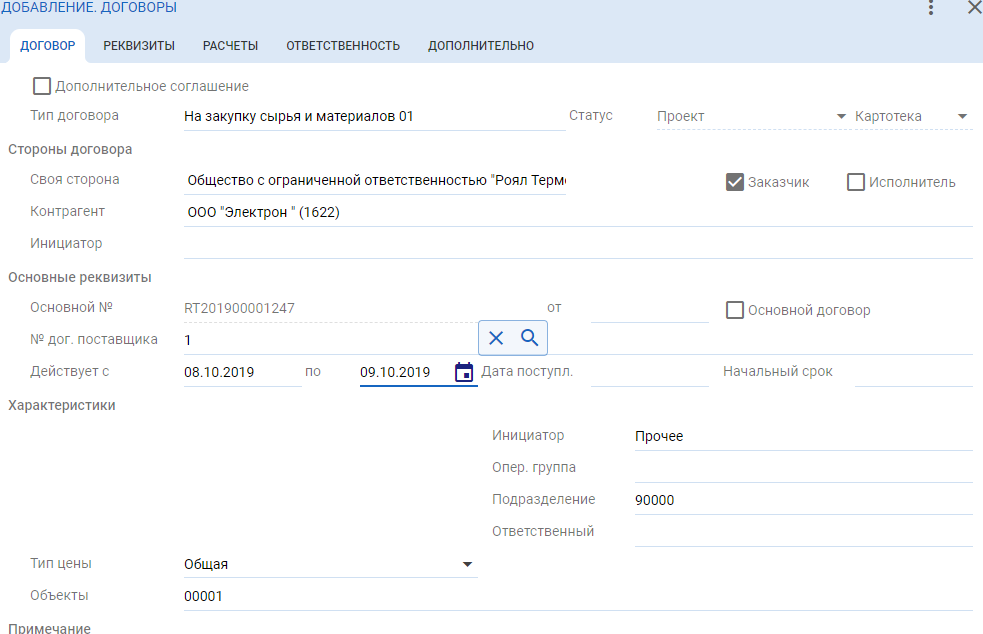 ДОБАВЛЕНИЕ. ДОГОВОРЫ
ДОГОВОР РЕКВИЗИТЫ РАСЧЕТЫ ОТВЕТСТВЕННОСТЬ ДОПОЛНИТЕЛЬНО
Дополнительное соглашение
Тип договора На закупку сырья и материалов 01 Статус Проект Картотека
Стороны договора
Своя сторона Общество с ограниченной ответственностью "Роял Термо Заказчик Исполнитель
Контрагент ООО "Электрон " (1622)
Инициатор
Основные реквизиты
Основной № RT201900001247 от Основной договор
№ дог. поставщика 1
Действует с 08.10.2019 по 09.10.2019 Дата поступл. Начальный срок
Характеристики
Инициатор Прочее
Опер. группа
Подразделение 90000
Ответственный
Тип цены Общая
Объекты 00001
Примечание